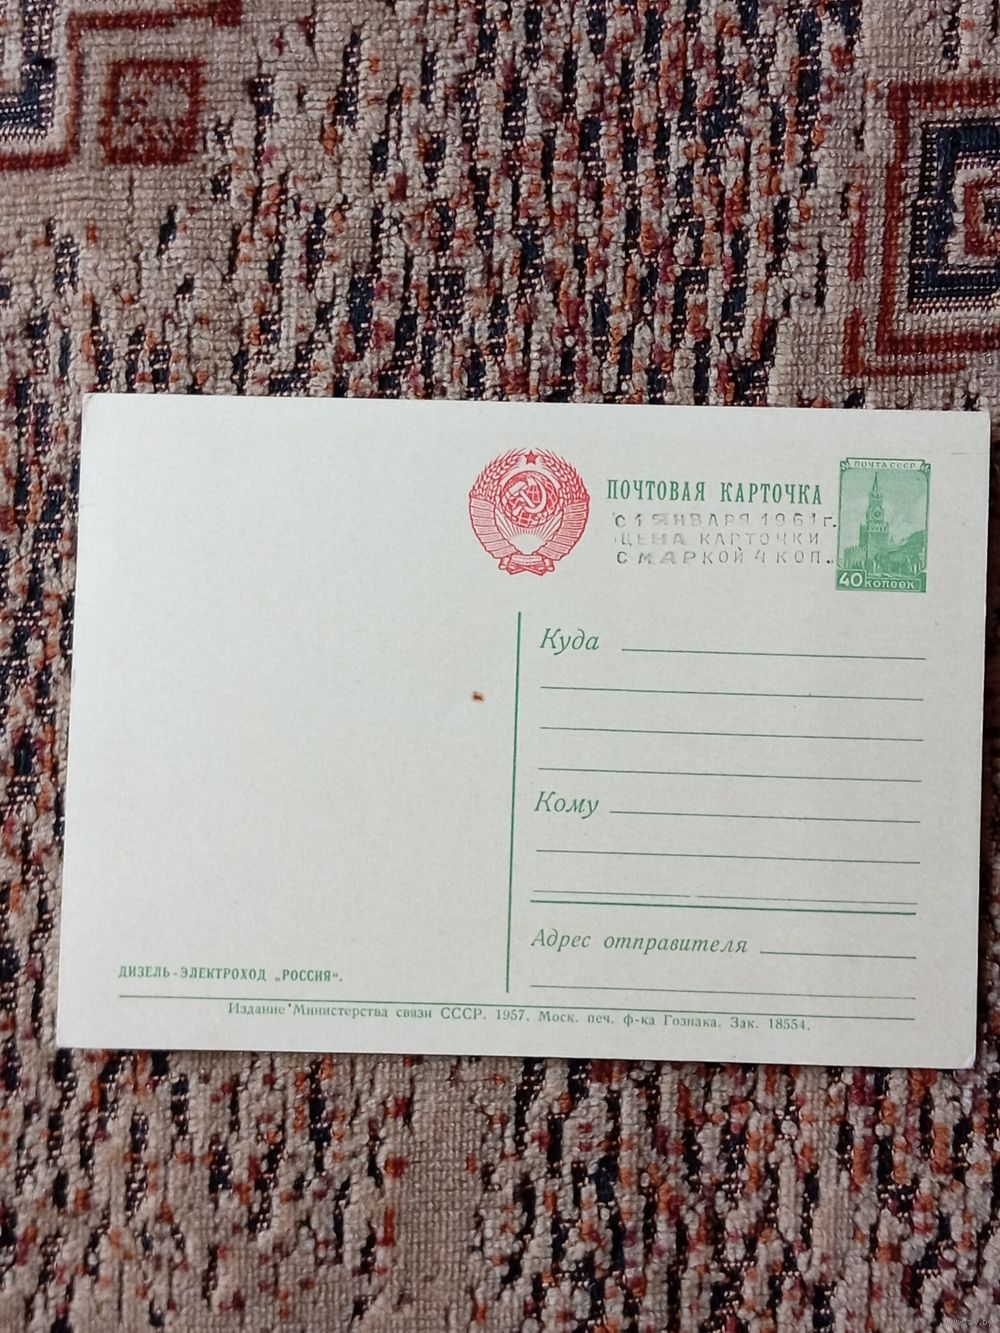 ПОЧТА СССР
ПОЧТОВАЯ КАРТОЧКА
С 1 ЯНВАРЯ 1961 г.
ЦЕНА КАРТОЧКИ
С МАРКОЙ 4 КОП.
40 КОПЕЕК
Куда
Кому
Адрес отправителя
ДИЗЕЛЬ-ЭЛЕКТРОХОД „РОССИЯ“.
Издание Министерства связи СССР. 1957. Моск. печ. ф-ка Гознака. Зак. 18554.